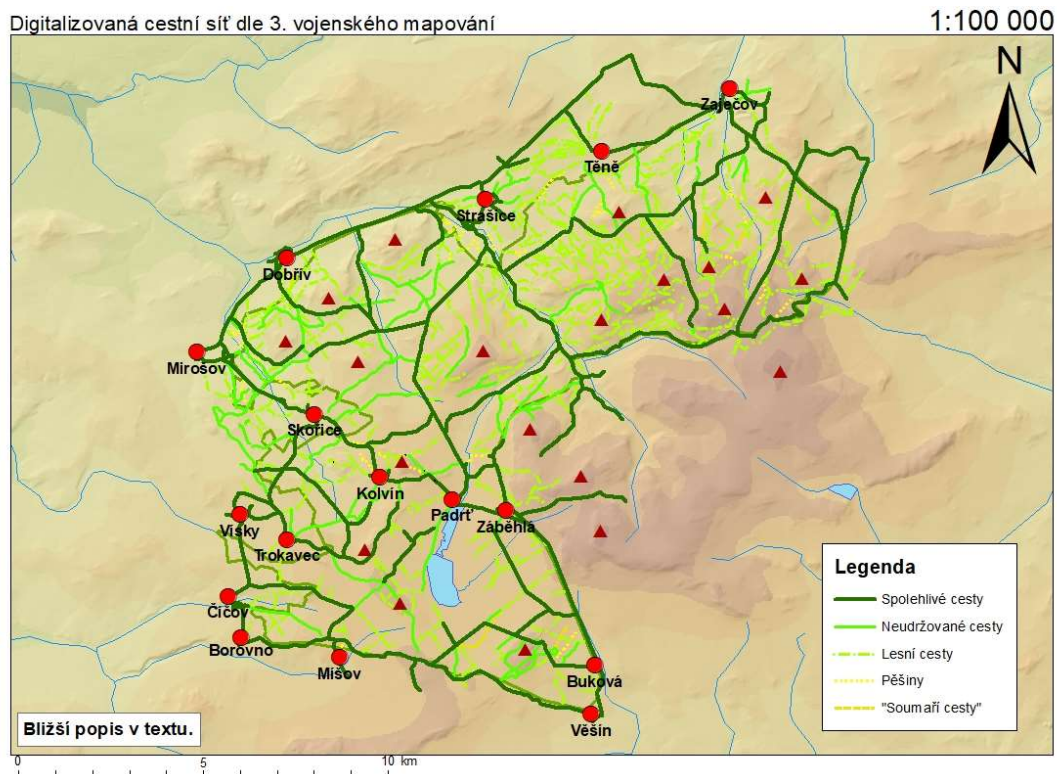 Digitalizovaná cestní síť dle 3. vojenského mapování
1:100 000
N
Zaječov
Těně
Strašice
Dobřív
Mirošov
Skořice
Kolvín
Padrť
Záběhlá
Višky
Trokavec
Číčov
Borovno
Míšov
Buková
Věšín
Legenda
Spolehlivé cesty
Neudržované cesty
Lesní cesty
Pěšiny
"Soumaří cesty"
Bližší popis v textu.
0 5 10 km